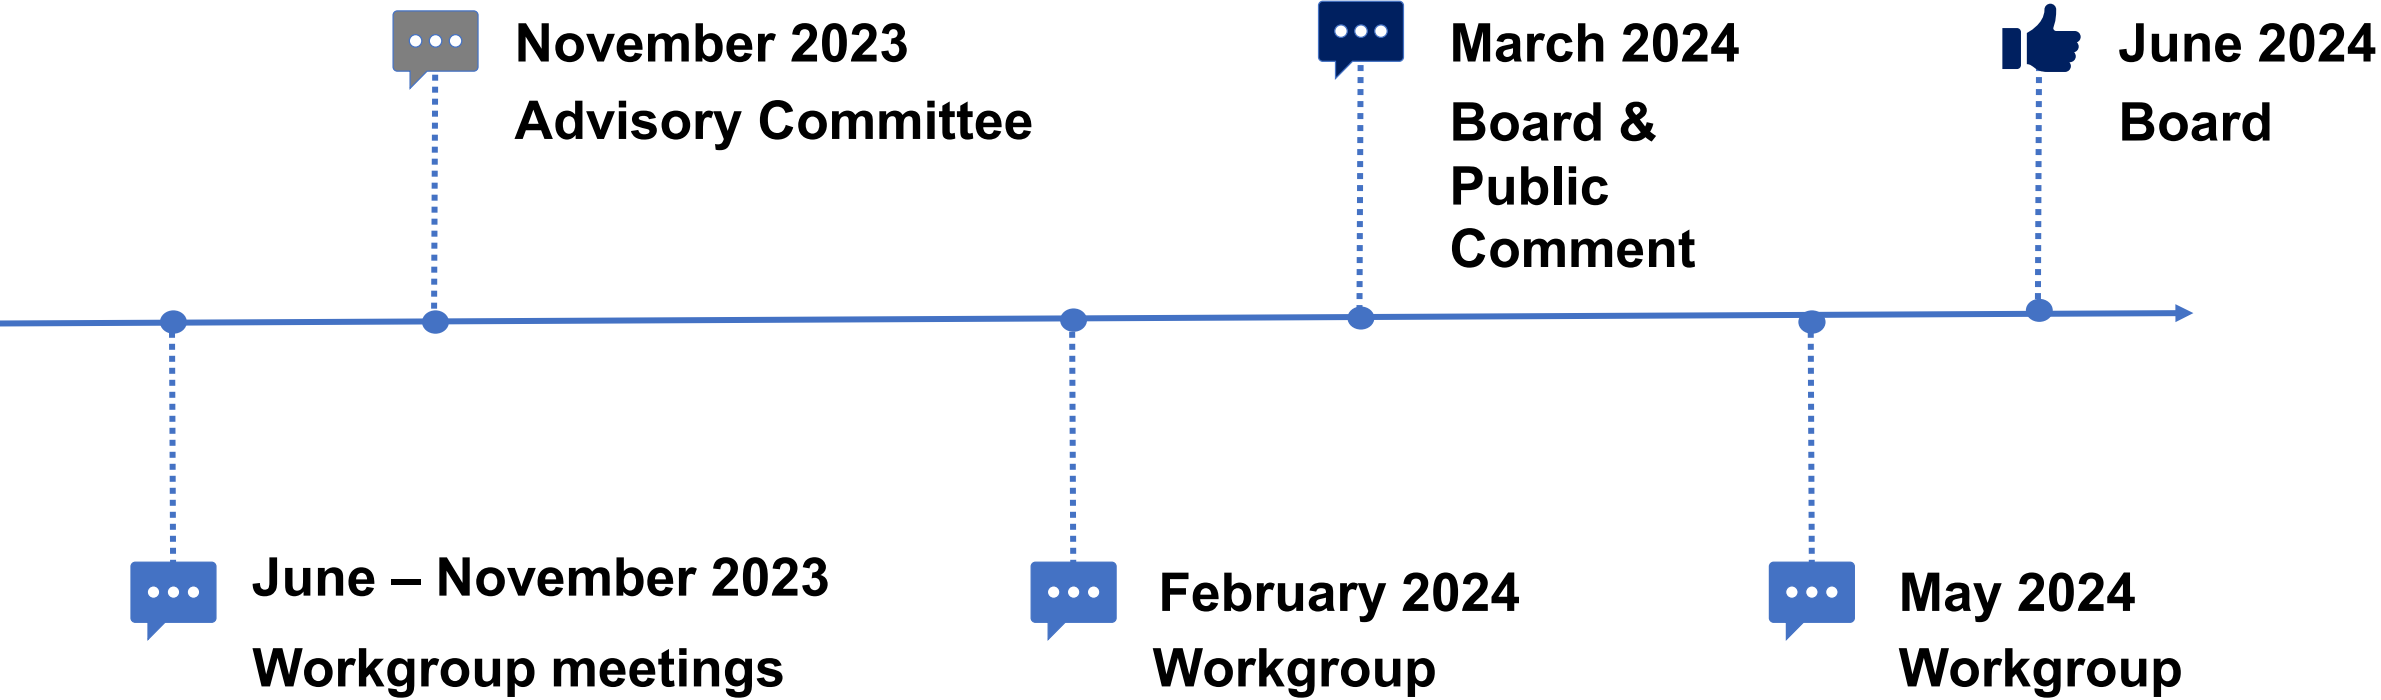 November 2023
Advisory Committee
March 2024
Board &
Public
Comment
June 2024
Board
June – November 2023
Workgroup meetings
February 2024
Workgroup
May 2024
Workgroup